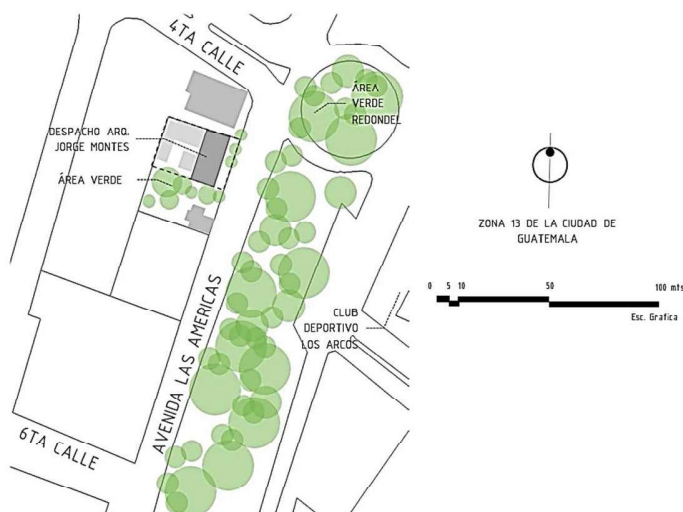 4TA CALLE
ÁREA
VERDE
REDONDEL
DESPACHO ARQ.
JORGE MONTES
ÁREA VERDE
AVENIDA LAS AMERICAS
CLUB
DEPORTIVO
LOS ARCOS
6TA CALLE
ZONA 13 DE LA CIUDAD DE
GUATEMALA
0 5 10 50 100 mts
Esc. Grafica